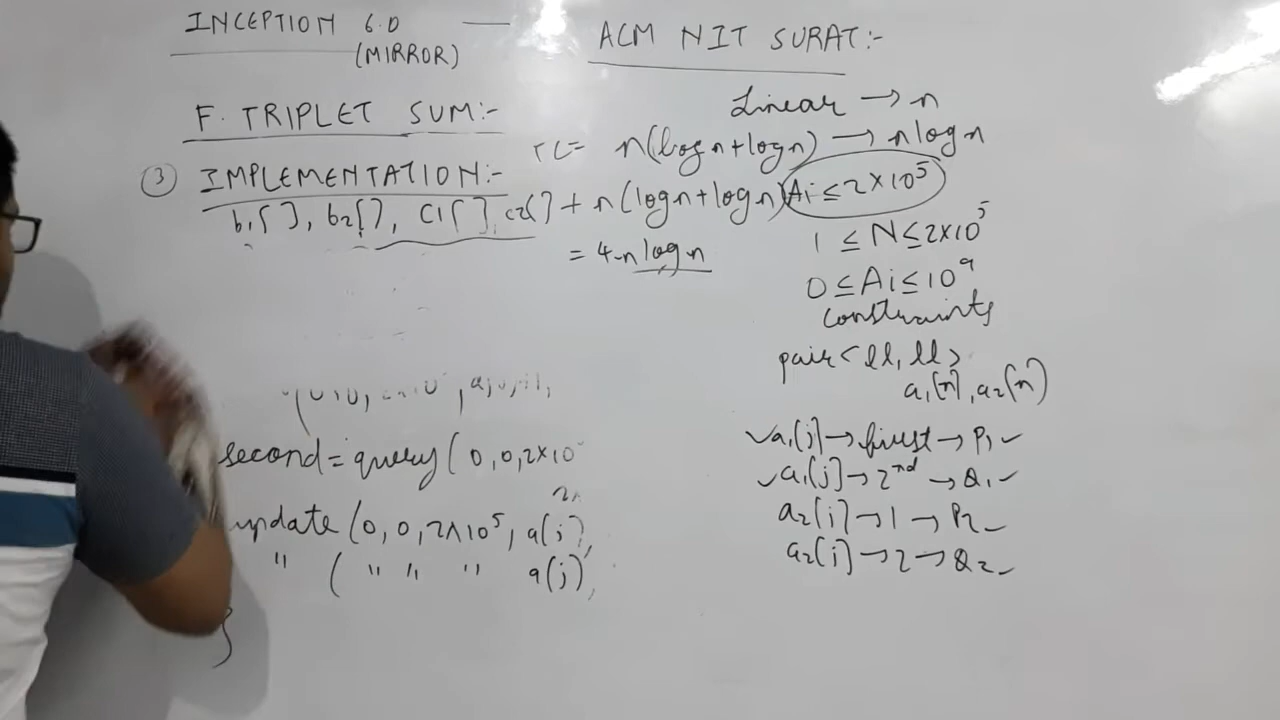 INCEPTION 6.0 — ACM NIT SURAT:-
(MIRROR)
F. TRIPLET SUM:-
Linear → n
TC = n(logn+logn) → nlogn
③ IMPLEMENTATION:-
b1[], b2[], C1[], c2[] + n(logn+logn) Ai≤2×10^5
= 4nlogn
1 ≤ N ≤ 2×10^5
0 ≤ Ai ≤ 10^9
constraints
pair<ll, ll>
a1[n], a2[n]
second = query(0,0,2×10
update(0,0,2×10^5, a[j],
" ( " " " a[j],
}
✓a1[j]→first→P1✓
✓a1[j]→2nd→Q1✓
a2[i]→1→P2
a2[i]→2→Q2